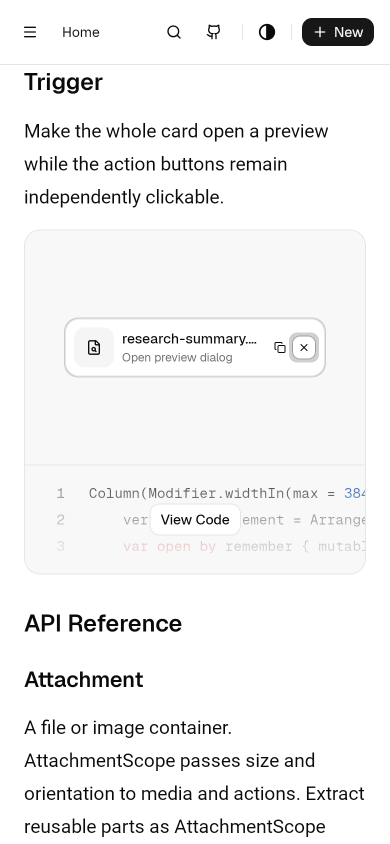 Home
New
Trigger
Make the whole card open a preview
while the action buttons remain
independently clickable.
research-summary....
Open preview dialog
1 Column(Modifier.widthIn(max = 384
2 ver View Code ement = Arrange
3 var open by remember { mutabl
API Reference
Attachment
A file or image container.
AttachmentScope passes size and
orientation to media and actions. Extract
reusable parts as AttachmentScope